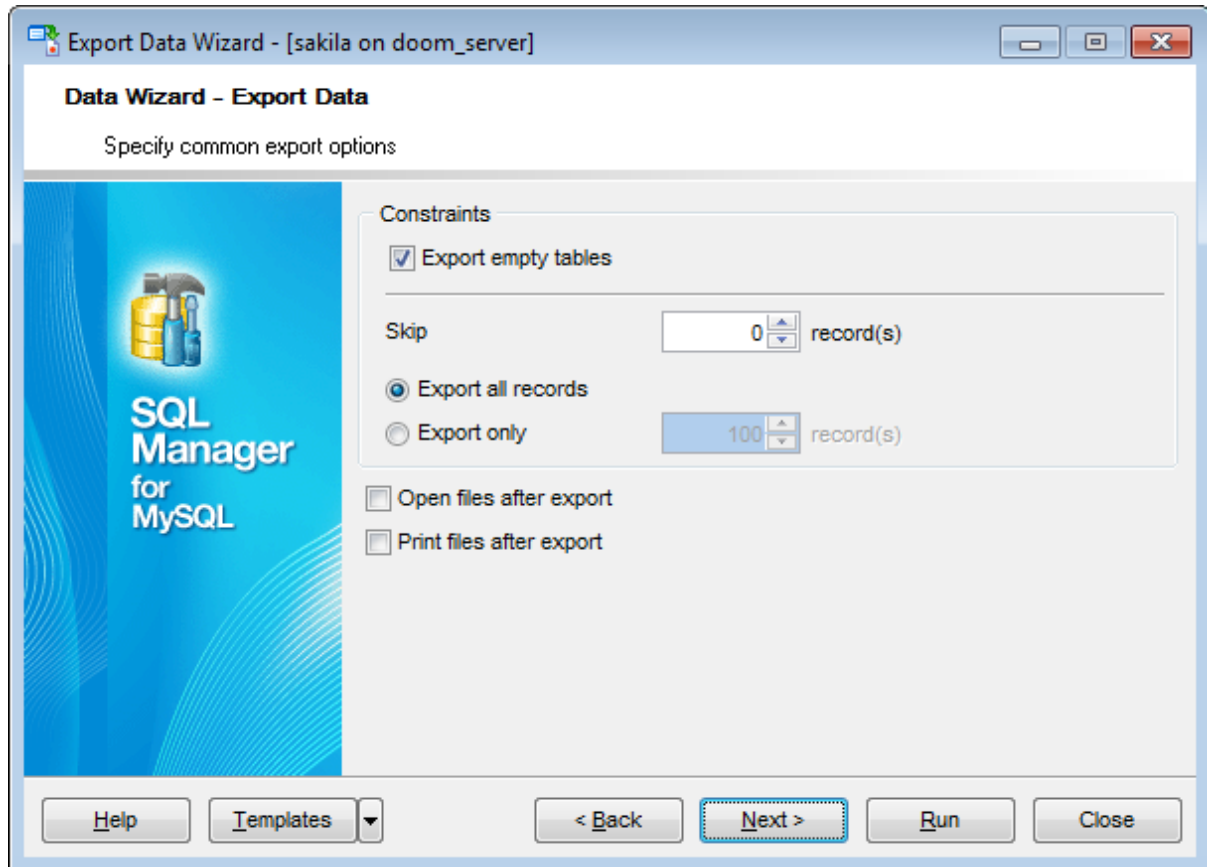 Export Data Wizard - [sakila on doom_server]
Data Wizard - Export Data
Specify common export options
Constraints
Export empty tables
Skip 0 record(s)
Export all records
Export only 100 record(s)
Open files after export
Print files after export
SQL
Manager
for
MySQL
Help Templates < Back Next > Run Close